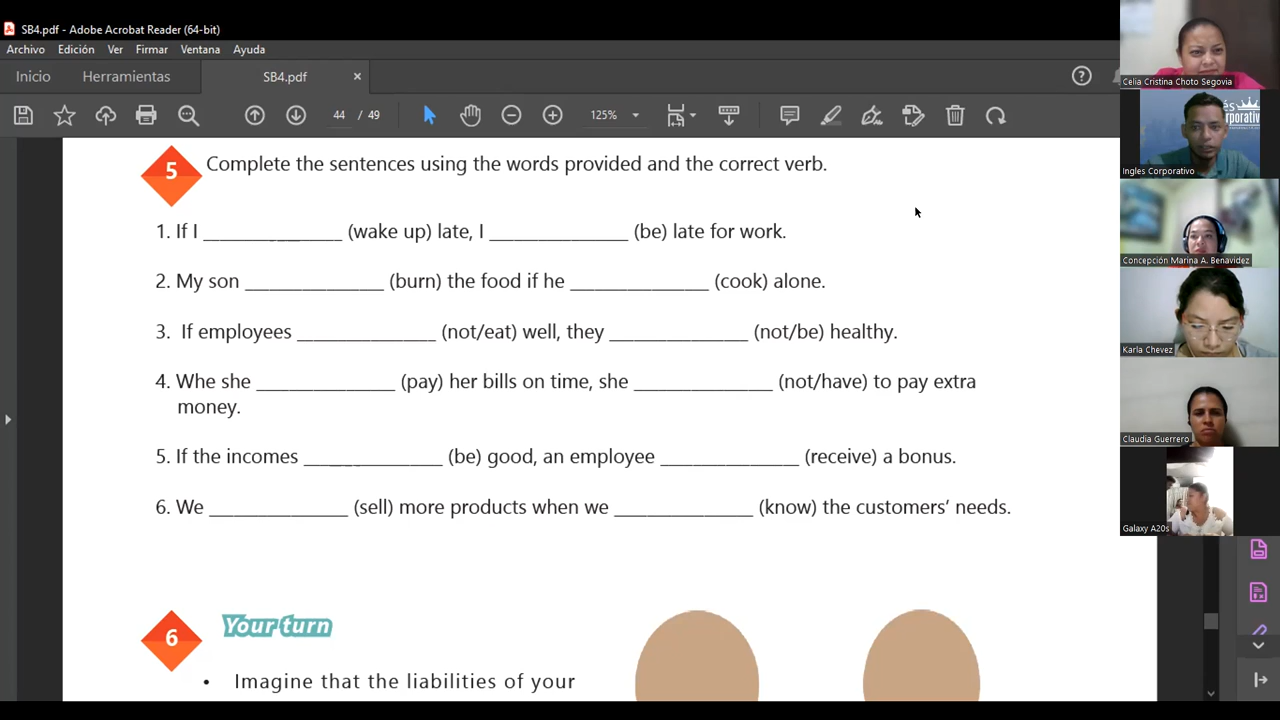 SB4.pdf - Adobe Acrobat Reader (64-bit)
Archivo Edición Ver Firmar Ventana Ayuda
Inicio Herramientas SB4.pdf ×
44 / 49 125%
5 Complete the sentences using the words provided and the correct verb.
1. If I ______________ (wake up) late, I ______________ (be) late for work.
2. My son ______________ (burn) the food if he ______________ (cook) alone.
3. If employees ______________ (not/eat) well, they ______________ (not/be) healthy.
4. Whe she ______________ (pay) her bills on time, she ______________ (not/have) to pay extra
money.
5. If the incomes ______________ (be) good, an employee ______________ (receive) a bonus.
6. We ______________ (sell) more products when we ______________ (know) the customers’ needs.
6 Your turn
• Imagine that the liabilities of your
Celia Cristina Choto Segovia
Ingles Corporativo
Concepción Marina A. Benavidez
Karla Chevez
Claudia Guerrero
Galaxy A20s